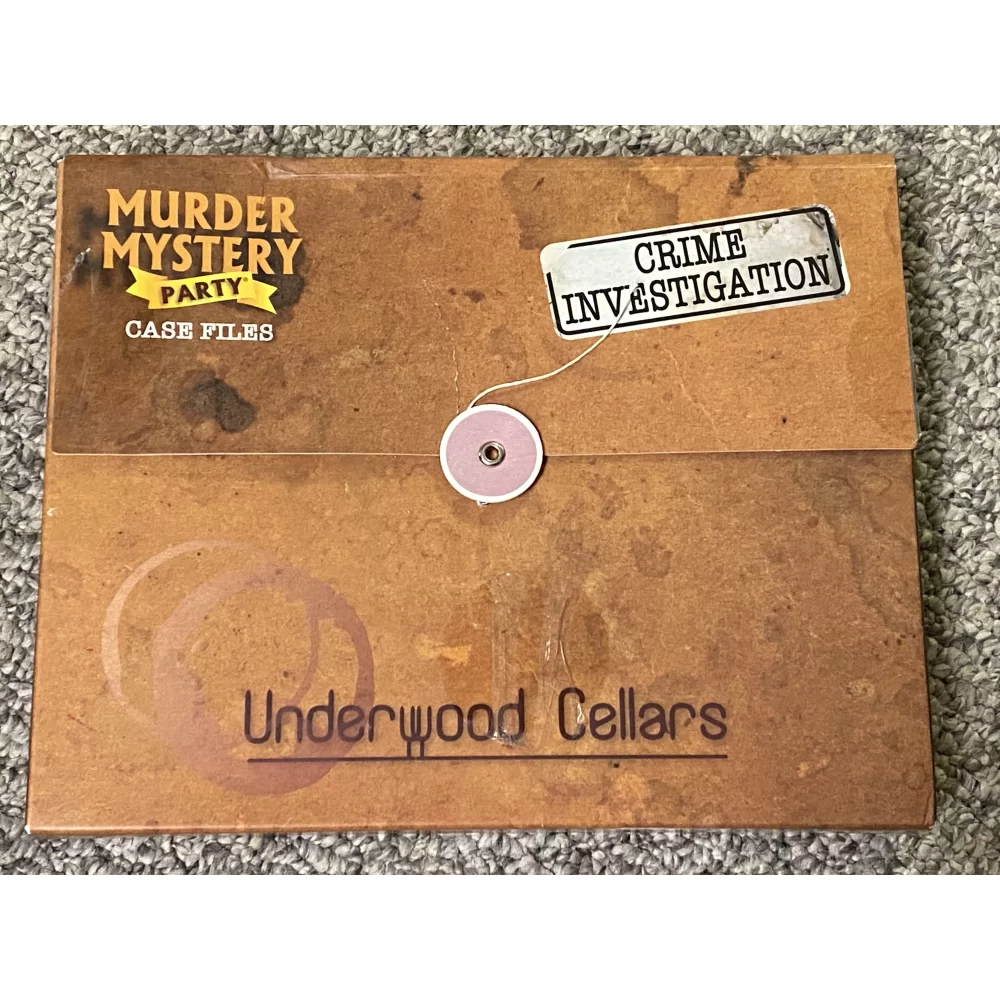 MURDER
MYSTERY
PARTY®
CASE FILES
CRIME
INVESTIGATION
Underwood Cellars